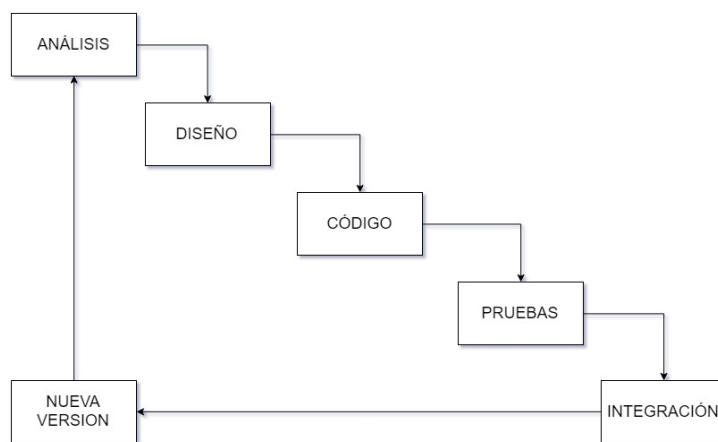 ANÁLISIS
DISEÑO
CÓDIGO
PRUEBAS
NUEVA
VERSION
INTEGRACIÓN